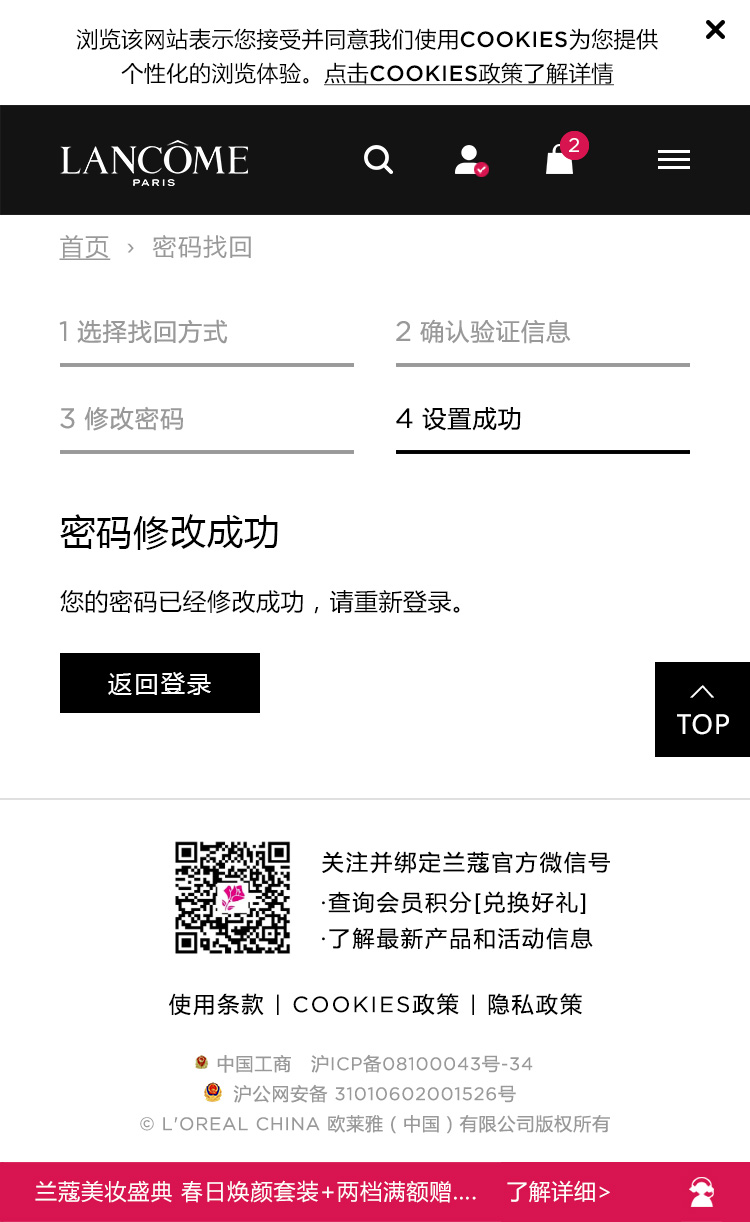 浏览该网站表示您接受并同意我们使用COOKIES为您提供
个性化的浏览体验。点击COOKIES政策了解详情
LANCÔME
PARIS
2
首页 › 密码找回
1 选择找回方式
2 确认验证信息
3 修改密码
4 设置成功
密码修改成功
您的密码已经修改成功，请重新登录。
返回登录
TOP
关注并绑定兰蔻官方微信号
·查询会员积分[兑换好礼]
·了解最新产品和活动信息
使用条款 | COOKIES政策 | 隐私政策
中国工商 沪ICP备08100043号-34
沪公网安备 31010602001526号
© L'OREAL CHINA 欧莱雅（中国）有限公司版权所有
兰蔻美妆盛典 春日焕颜套装+两档满额赠.... 了解详细>